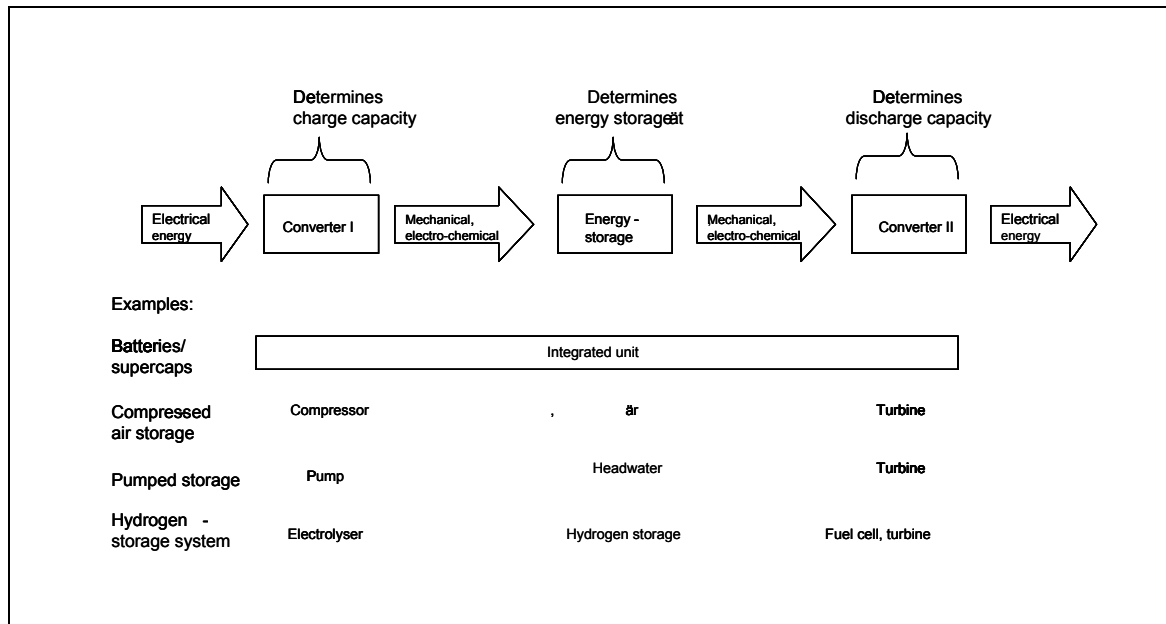 Determines
charge capacity
Determines
energy storage
Determines
discharge capacity
Electrical
energy
Converter I
Mechanical,
electro-chemical
Energy -
storage
Mechanical,
electro-chemical
Converter II
Electrical
energy
Examples:
Batteries/
supercaps
Integrated unit
Compressed
air storage
Compressor
, är
Turbine
Pumped storage
Pump
Headwater
Turbine
Hydrogen -
storage system
Electrolyser
Hydrogen storage
Fuel cell, turbine